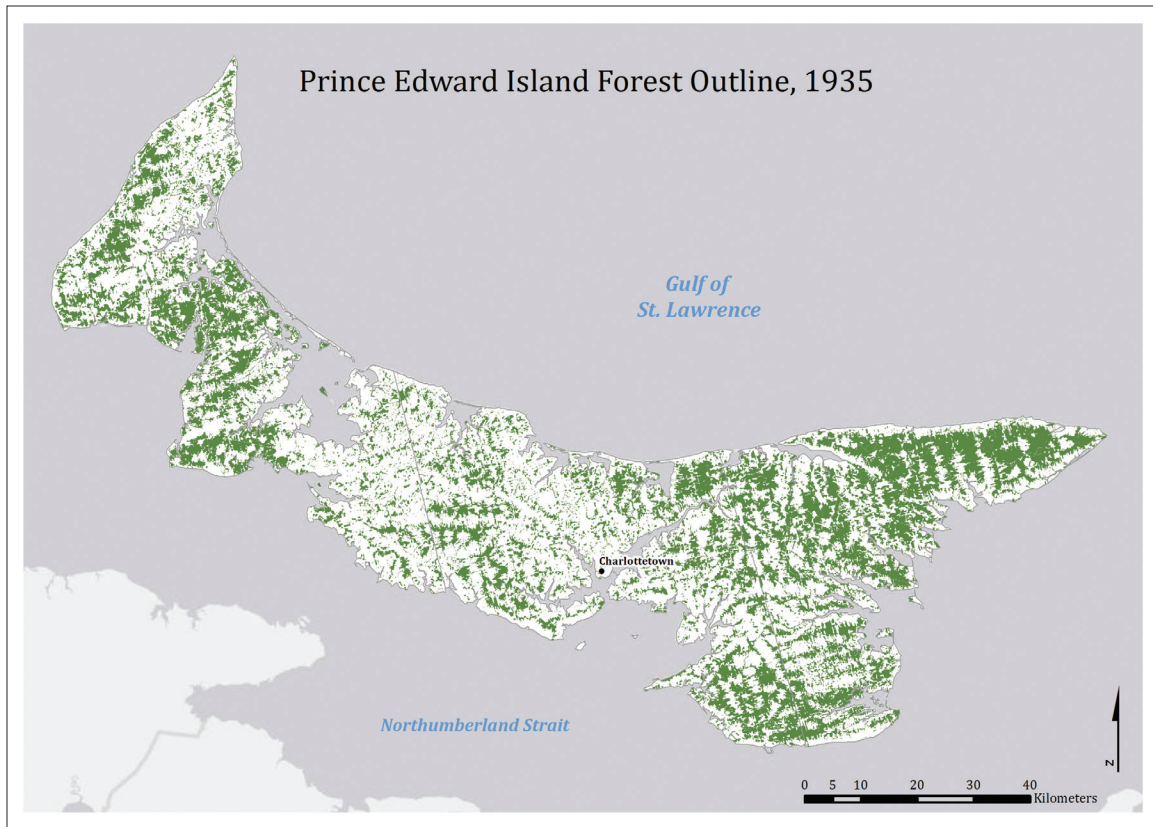 Prince Edward Island Forest Outline, 1935
Gulf of
St. Lawrence
Charlottetown
Northumberland Strait
N
0 5 10 20 30 40
Kilometers